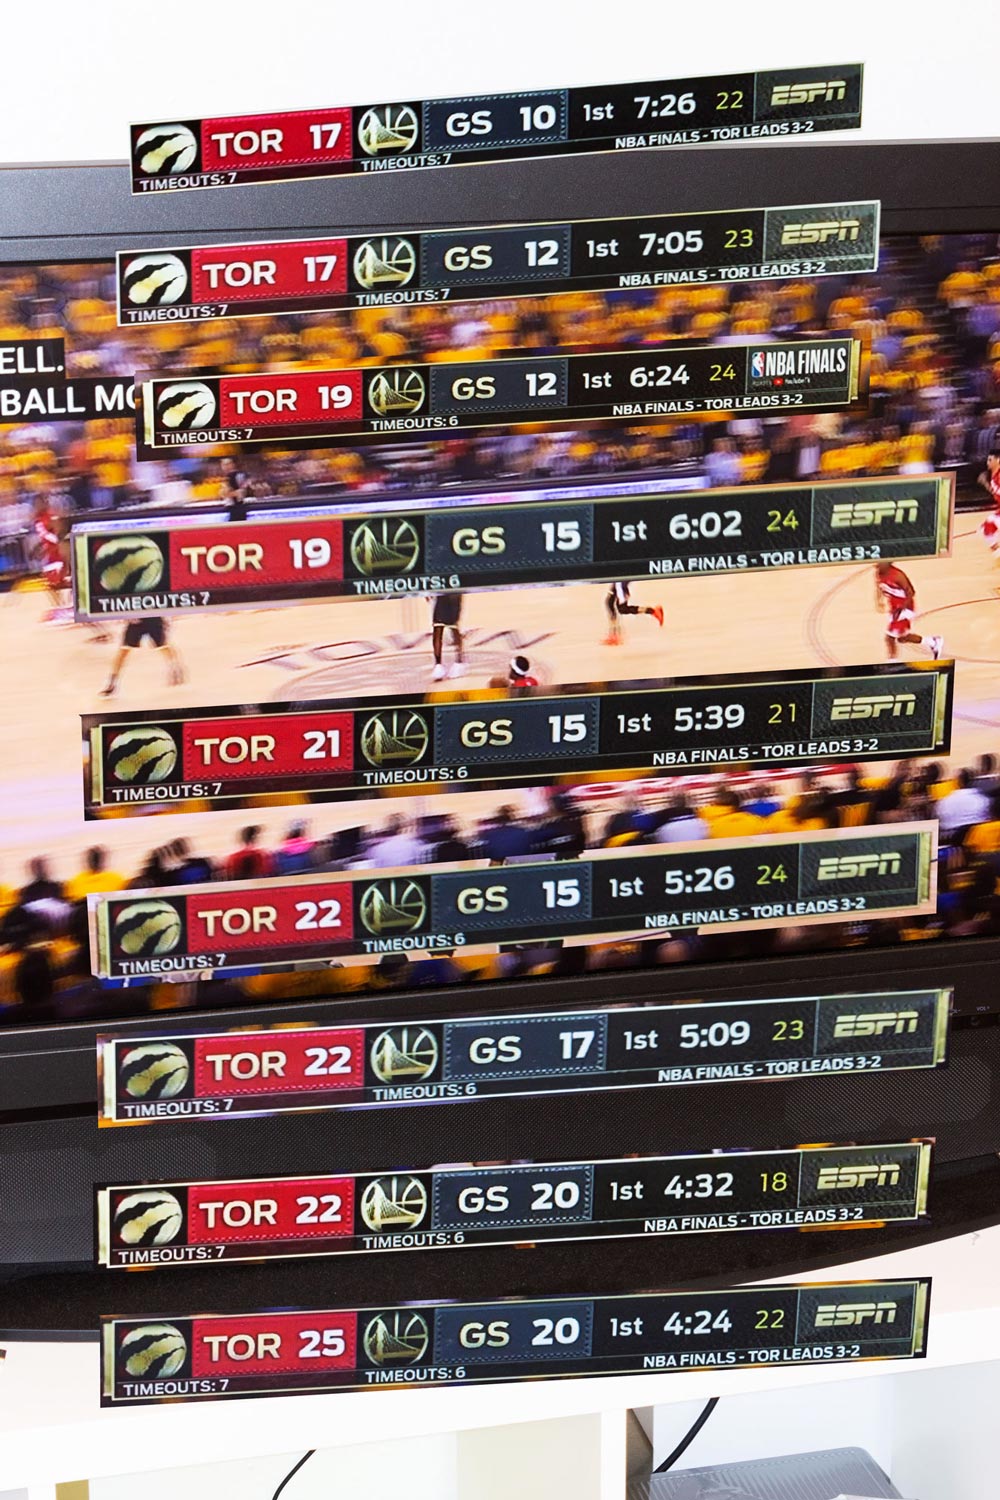 TOR 17 GS 10 1st 7:26 22 ESPN
TIMEOUTS: 7 TIMEOUTS: 7 NBA FINALS - TOR LEADS 3-2
TOR 17 GS 12 1st 7:05 23 ESPN
TIMEOUTS: 7 TIMEOUTS: 7 NBA FINALS - TOR LEADS 3-2
ELL.
BALL MO
TOR 19 GS 12 1st 6:24 24 NBA FINALS
TIMEOUTS: 7 TIMEOUTS: 6 NBA FINALS - TOR LEADS 3-2
TOR 19 GS 15 1st 6:02 24 ESPN
TIMEOUTS: 7 TIMEOUTS: 6 NBA FINALS - TOR LEADS 3-2
TOWN
TOR 21 GS 15 1st 5:39 21 ESPN
TIMEOUTS: 7 TIMEOUTS: 6 NBA FINALS - TOR LEADS 3-2
TOR 22 GS 15 1st 5:26 24 ESPN
TIMEOUTS: 7 TIMEOUTS: 6 NBA FINALS - TOR LEADS 3-2
TOR 22 GS 17 1st 5:09 23 ESPN
TIMEOUTS: 7 TIMEOUTS: 6 NBA FINALS - TOR LEADS 3-2
TOR 22 GS 20 1st 4:32 18 ESPN
TIMEOUTS: 7 TIMEOUTS: 6 NBA FINALS - TOR LEADS 3-2
TOR 25 GS 20 1st 4:24 22 ESPN
TIMEOUTS: 7 TIMEOUTS: 6 NBA FINALS - TOR LEADS 3-2